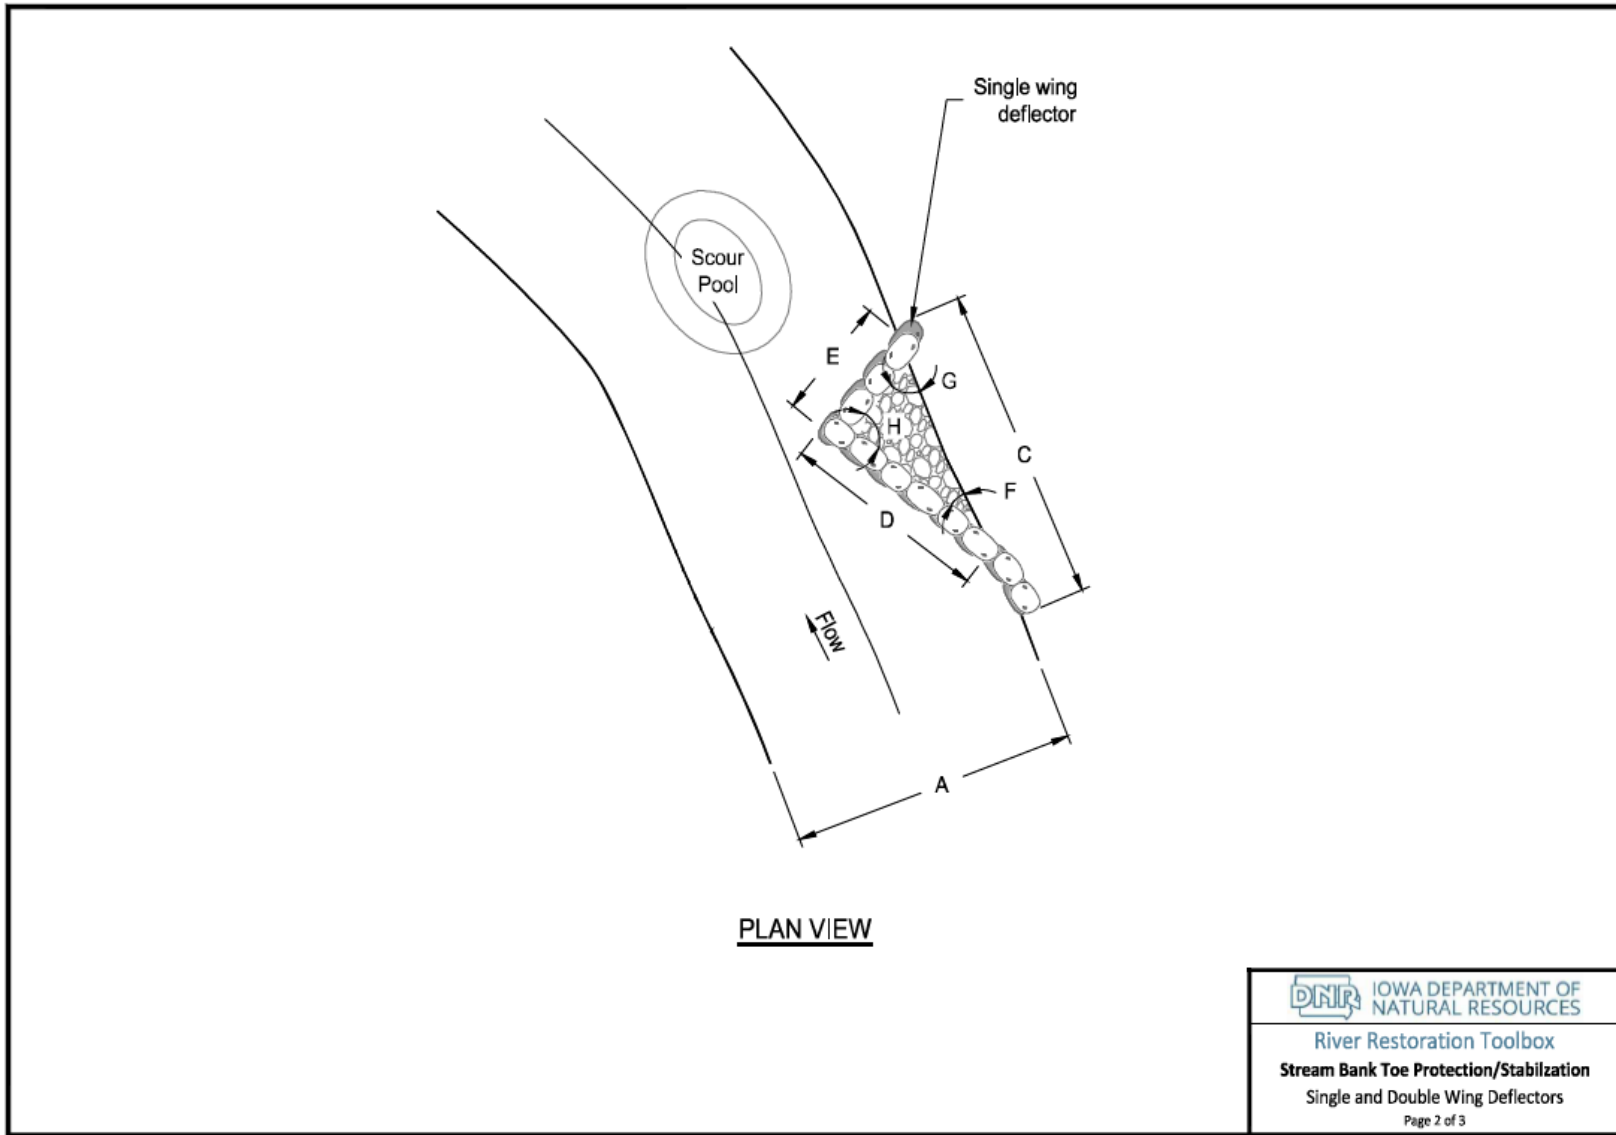 Single wing
deflector
Scour
Pool
E
G
H
C
F
D
Flow
A
PLAN VIEW
DNR
IOWA DEPARTMENT OF
NATURAL RESOURCES
River Restoration Toolbox
Stream Bank Toe Protection/Stabilzation
Single and Double Wing Deflectors
Page 2 of 3